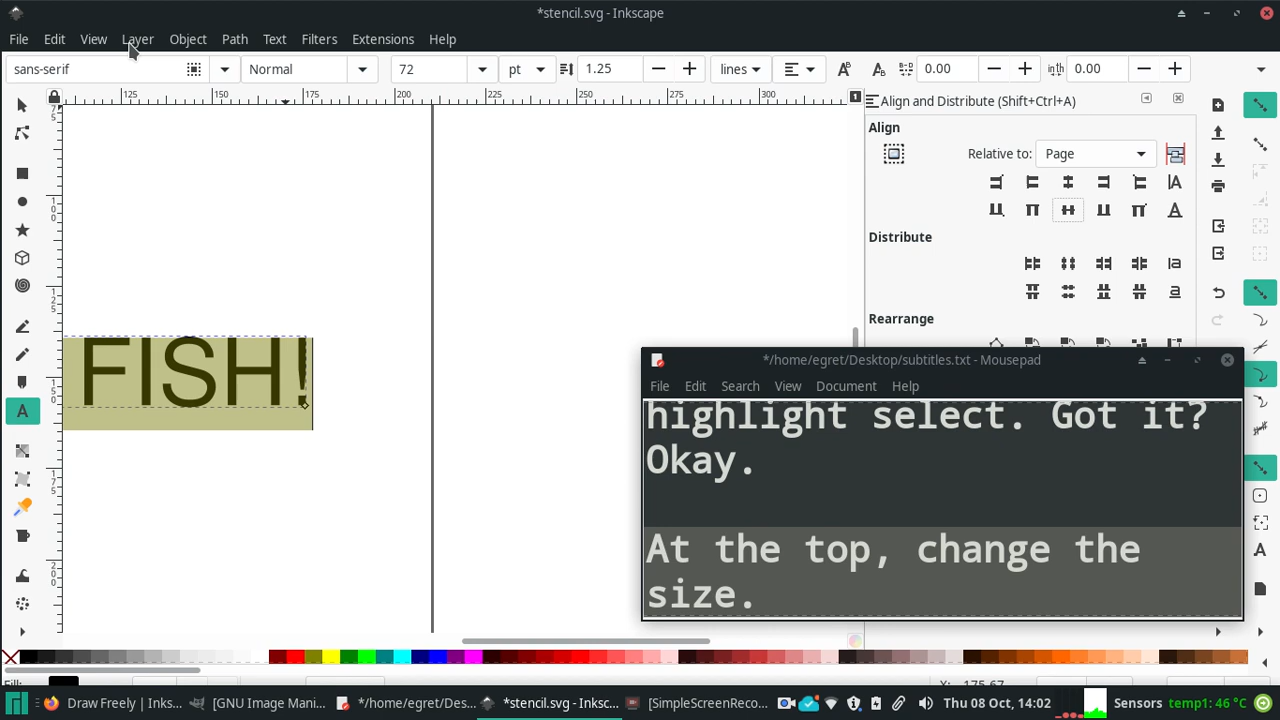 *stencil.svg - Inkscape
File Edit View Layer Object Path Text Filters Extensions Help
sans-serif Normal 72 pt 1.25 lines 0.00 0.00
125 150 175 200 225 250 275 300
Align and Distribute (Shift+Ctrl+A)
Align
Relative to: Page
Distribute
Rearrange
FISH!
*/home/egret/Desktop/subtitles.txt - Mousepad
File Edit Search View Document Help
highlight select. Got it?
Okay.
At the top, change the
size.
Fill:
X: 175.67
Draw Freely | Inks... [GNU Image Mani... */home/egret/Des... *stencil.svg - Inksc... [SimpleScreenReco... Thu 08 Oct, 14:02 Sensors temp1: 46 °C